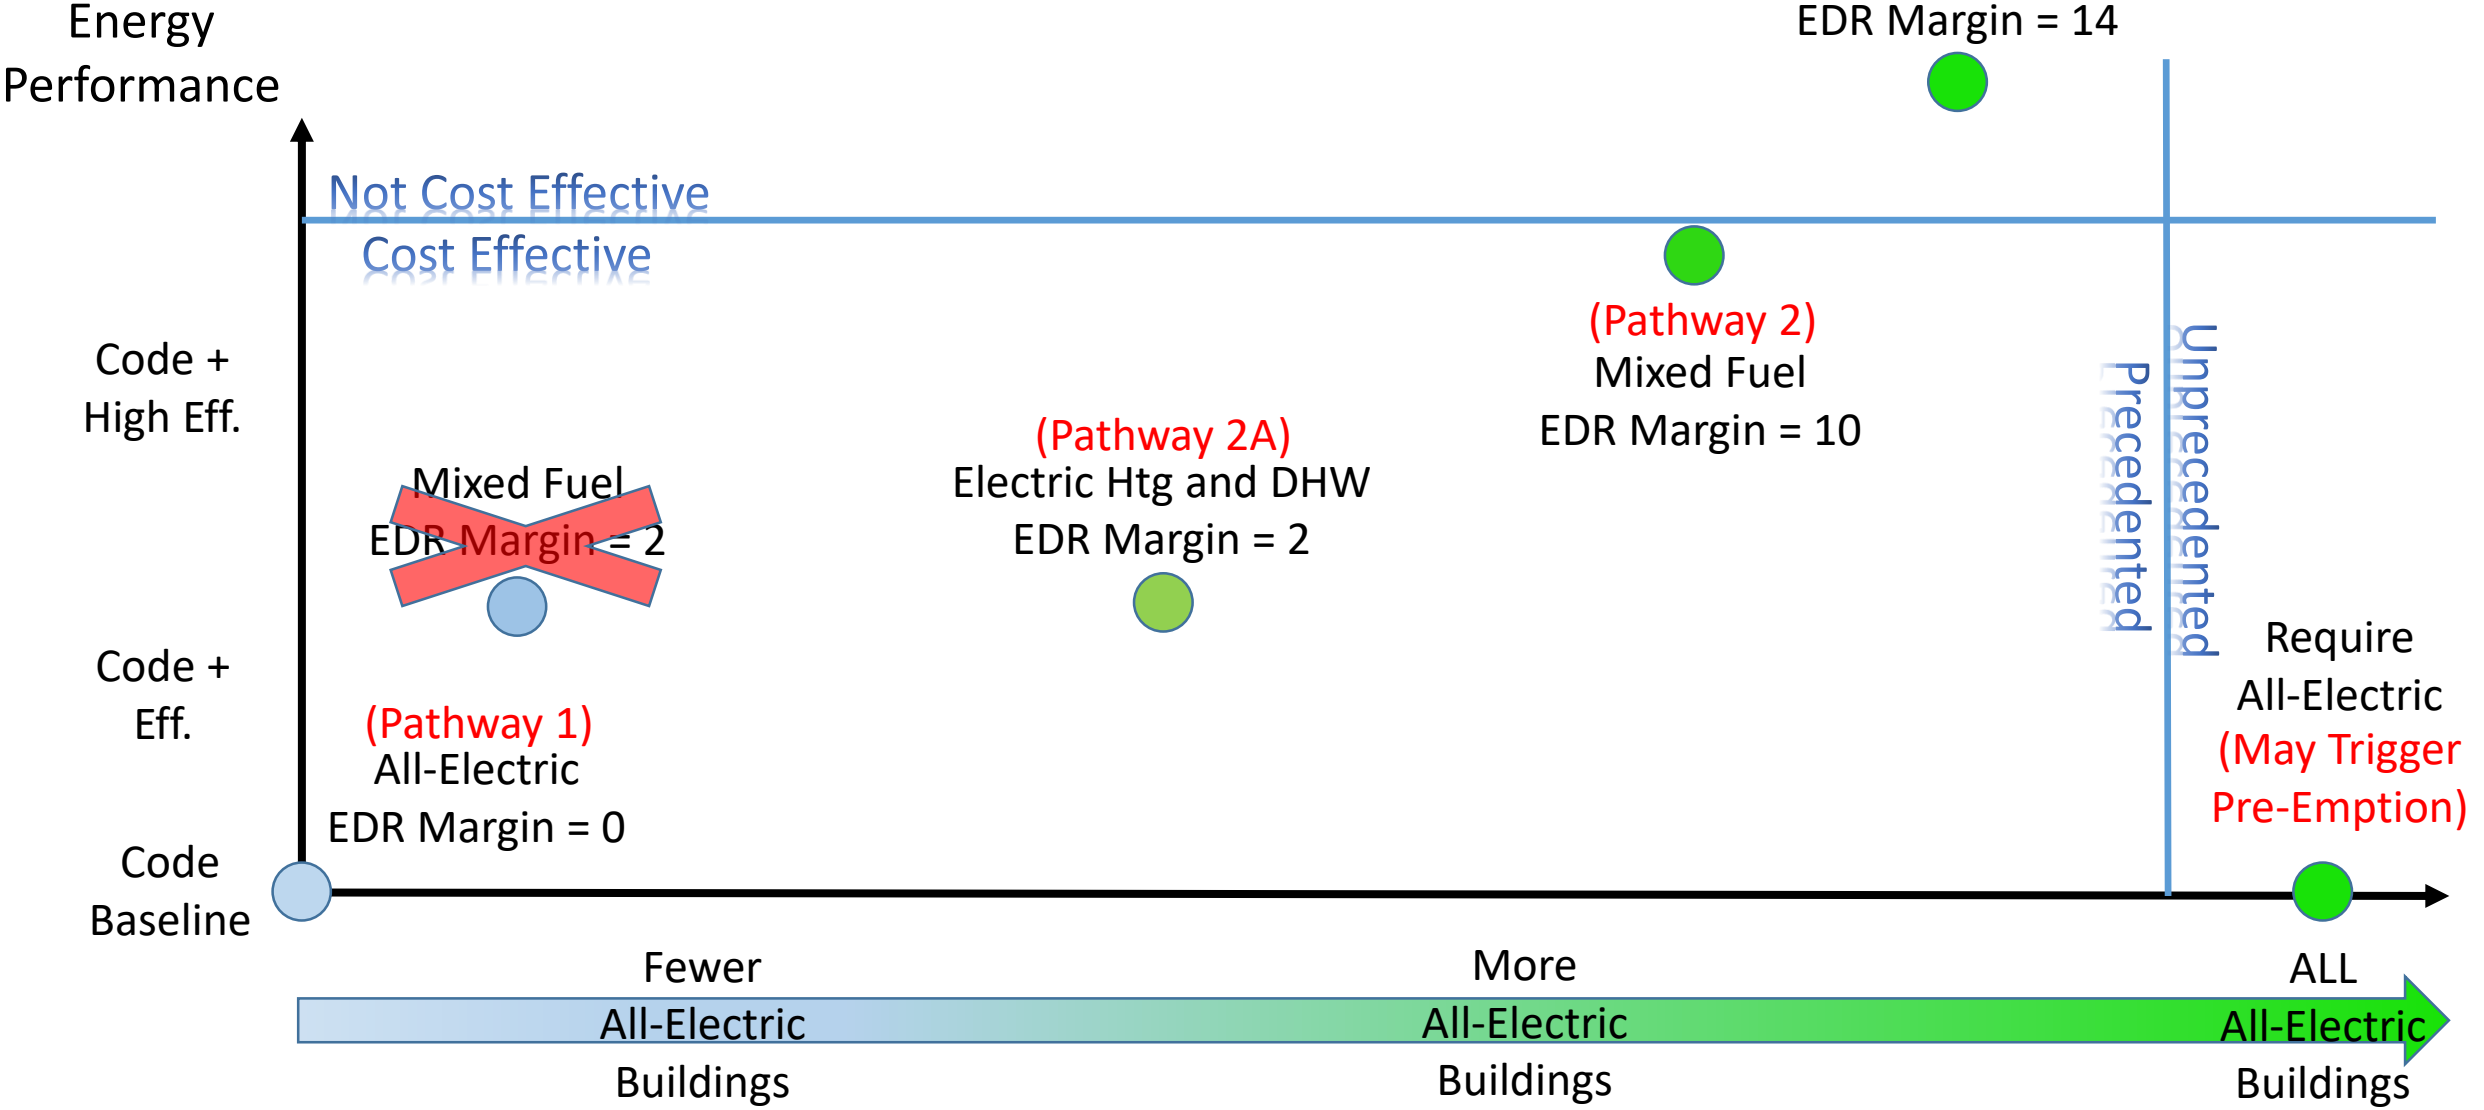 Energy
Performance
EDR Margin = 14
Not Cost Effective
Cost Effective
Code +
High Eff.
(Pathway 2)
Mixed Fuel
EDR Margin = 10
(Pathway 2A)
Electric Htg and DHW
EDR Margin = 2
Mixed Fuel
EDR Margin = 2
Precedented
Unprecedented
Code +
Eff.
(Pathway 1)
All-Electric
EDR Margin = 0
Require
All-Electric
(May Trigger
Pre-Emption)
Code
Baseline
Fewer
All-Electric
Buildings
More
All-Electric
Buildings
ALL
All-Electric
Buildings